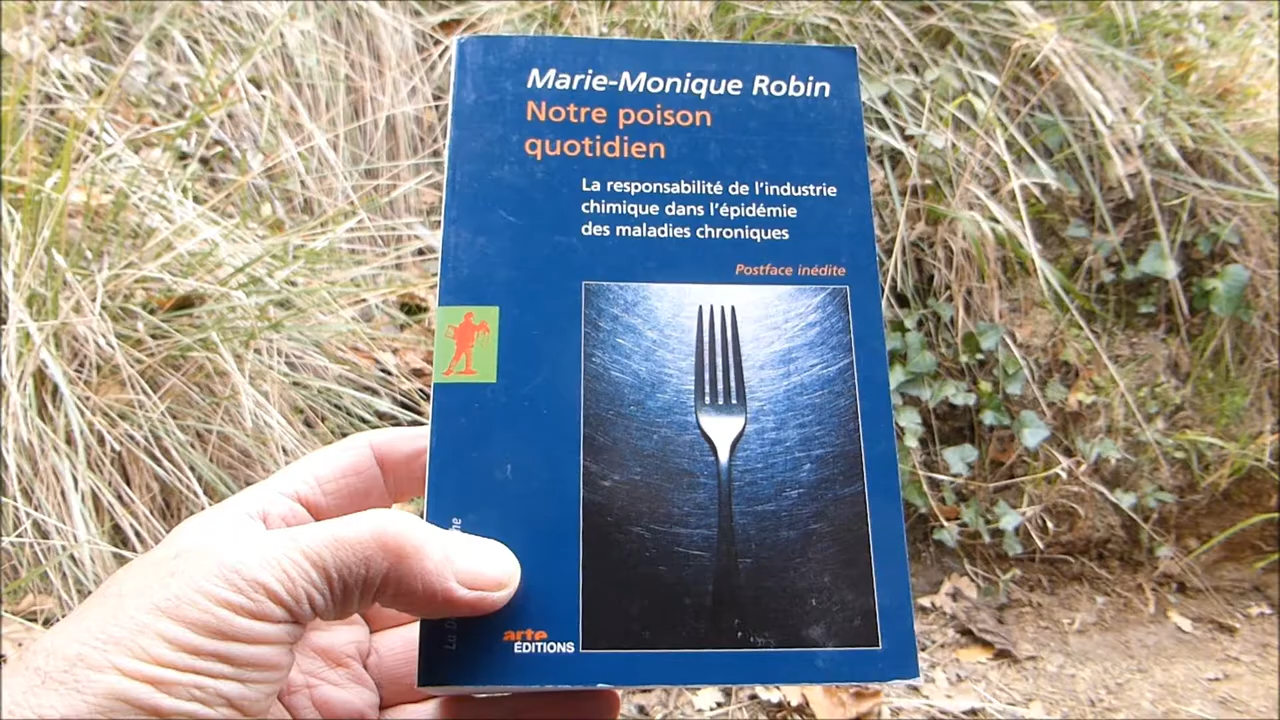 Marie-Monique Robin
Notre poison
quotidien
La responsabilité de l'industrie
chimique dans l'épidémie
des maladies chroniques
Postface inédite
arte
ÉDITIONS